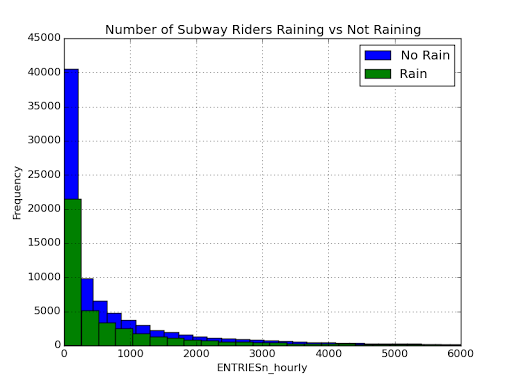 Number of Subway Riders Raining vs Not Raining
No Rain
Rain
45000
40000
35000
30000
25000
20000
15000
10000
5000
0
Frequency
0 1000 2000 3000 4000 5000 6000
ENTRIESn_hourly